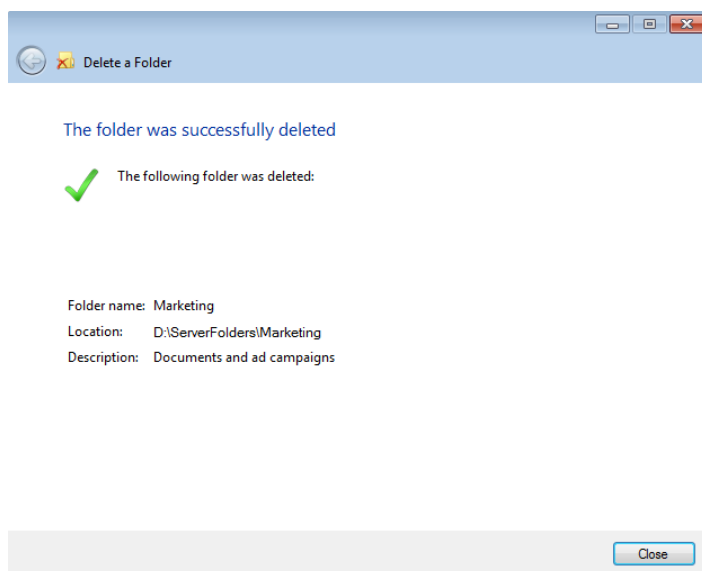 Delete a Folder
The folder was successfully deleted
The following folder was deleted:
Folder name: Marketing
Location: D:\ServerFolders\Marketing
Description: Documents and ad campaigns
Close